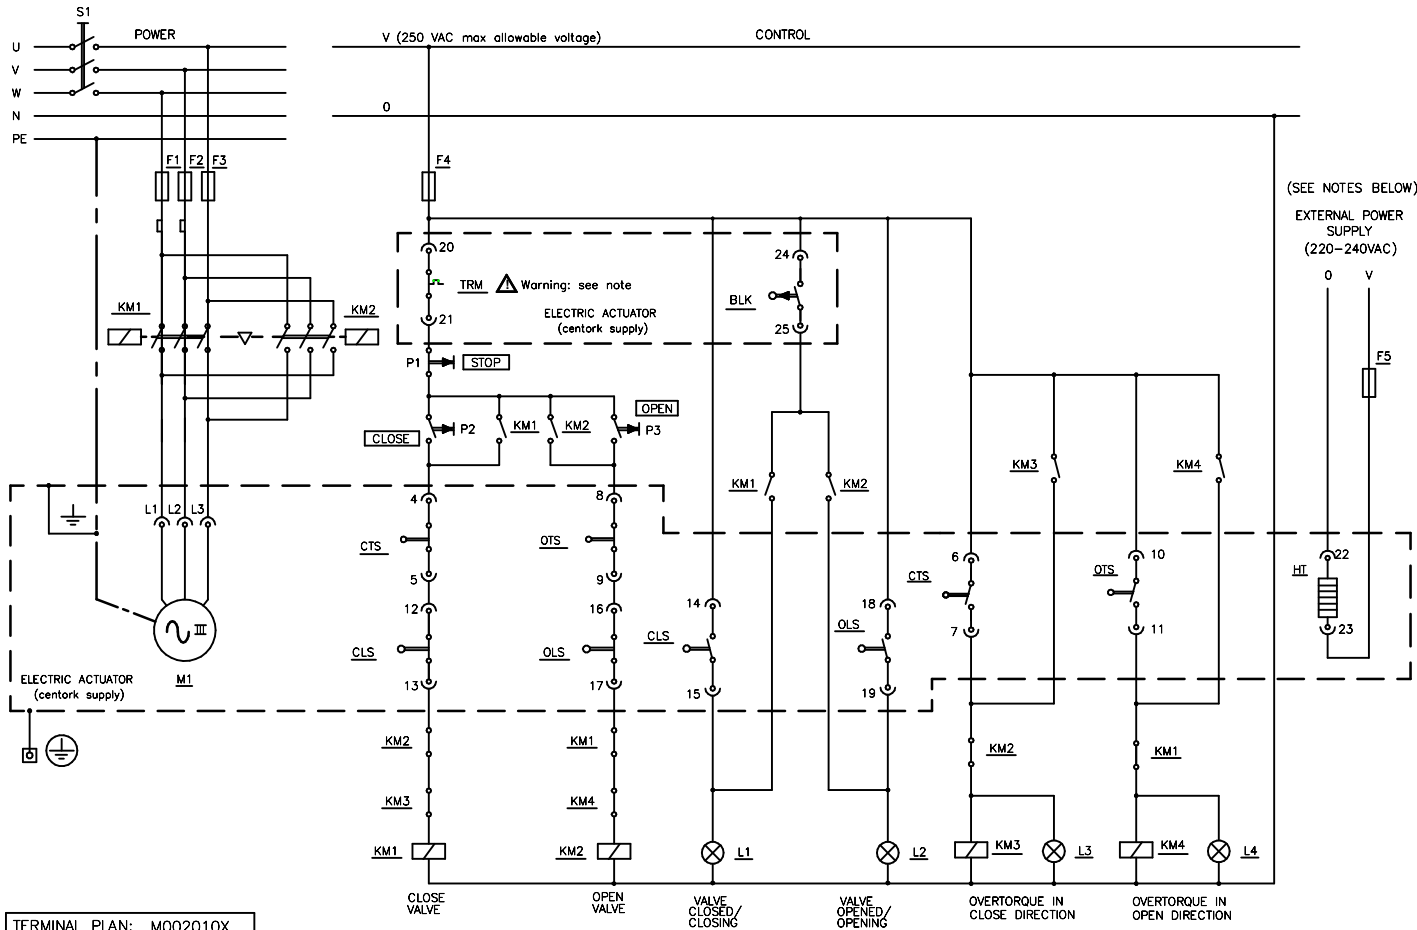 S1
POWER
V (250 VAC max allowable voltage)
CONTROL
U
V
W
N
PE
0
F1 F2 F3
F4
(SEE NOTES BELOW)
EXTERNAL POWER
SUPPLY
(220-240VAC)
0 V
20
24
TRM
Warning: see note
BLK
21
ELECTRIC ACTUATOR
(centork supply)
25
KM1
KM2
P1
STOP
F5
OPEN
CLOSE
P2
KM1
KM2
P3
KM3
KM4
KM1
KM2
4
8
L1 L2 L3
CTS
OTS
6
10
22
5
9
CTS
OTS
HT
12
16
14
18
7
11
23
III
CLS
OLS
CLS
OLS
M1
13
17
15
19
ELECTRIC ACTUATOR
(centork supply)
KM2
KM1
KM2
KM1
KM3
KM4
KM1
KM2
L1
L2
KM3
L3
KM4
L4
CLOSE
VALVE
OPEN
VALVE
VALVE
CLOSED/
CLOSING
VALVE
OPENED/
OPENING
OVERTORQUE IN
CLOSE DIRECTION
OVERTORQUE IN
OPEN DIRECTION
TERMINAL PLAN: M002010X